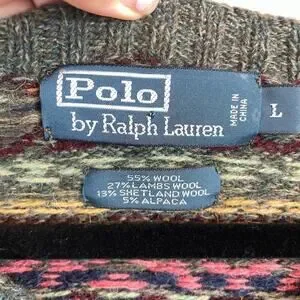 Polo
by Ralph Lauren
MADE IN
CHINA
L
55% WOOL
27% LAMBS WOOL
13% SHETLAND WOOL
5% ALPACA